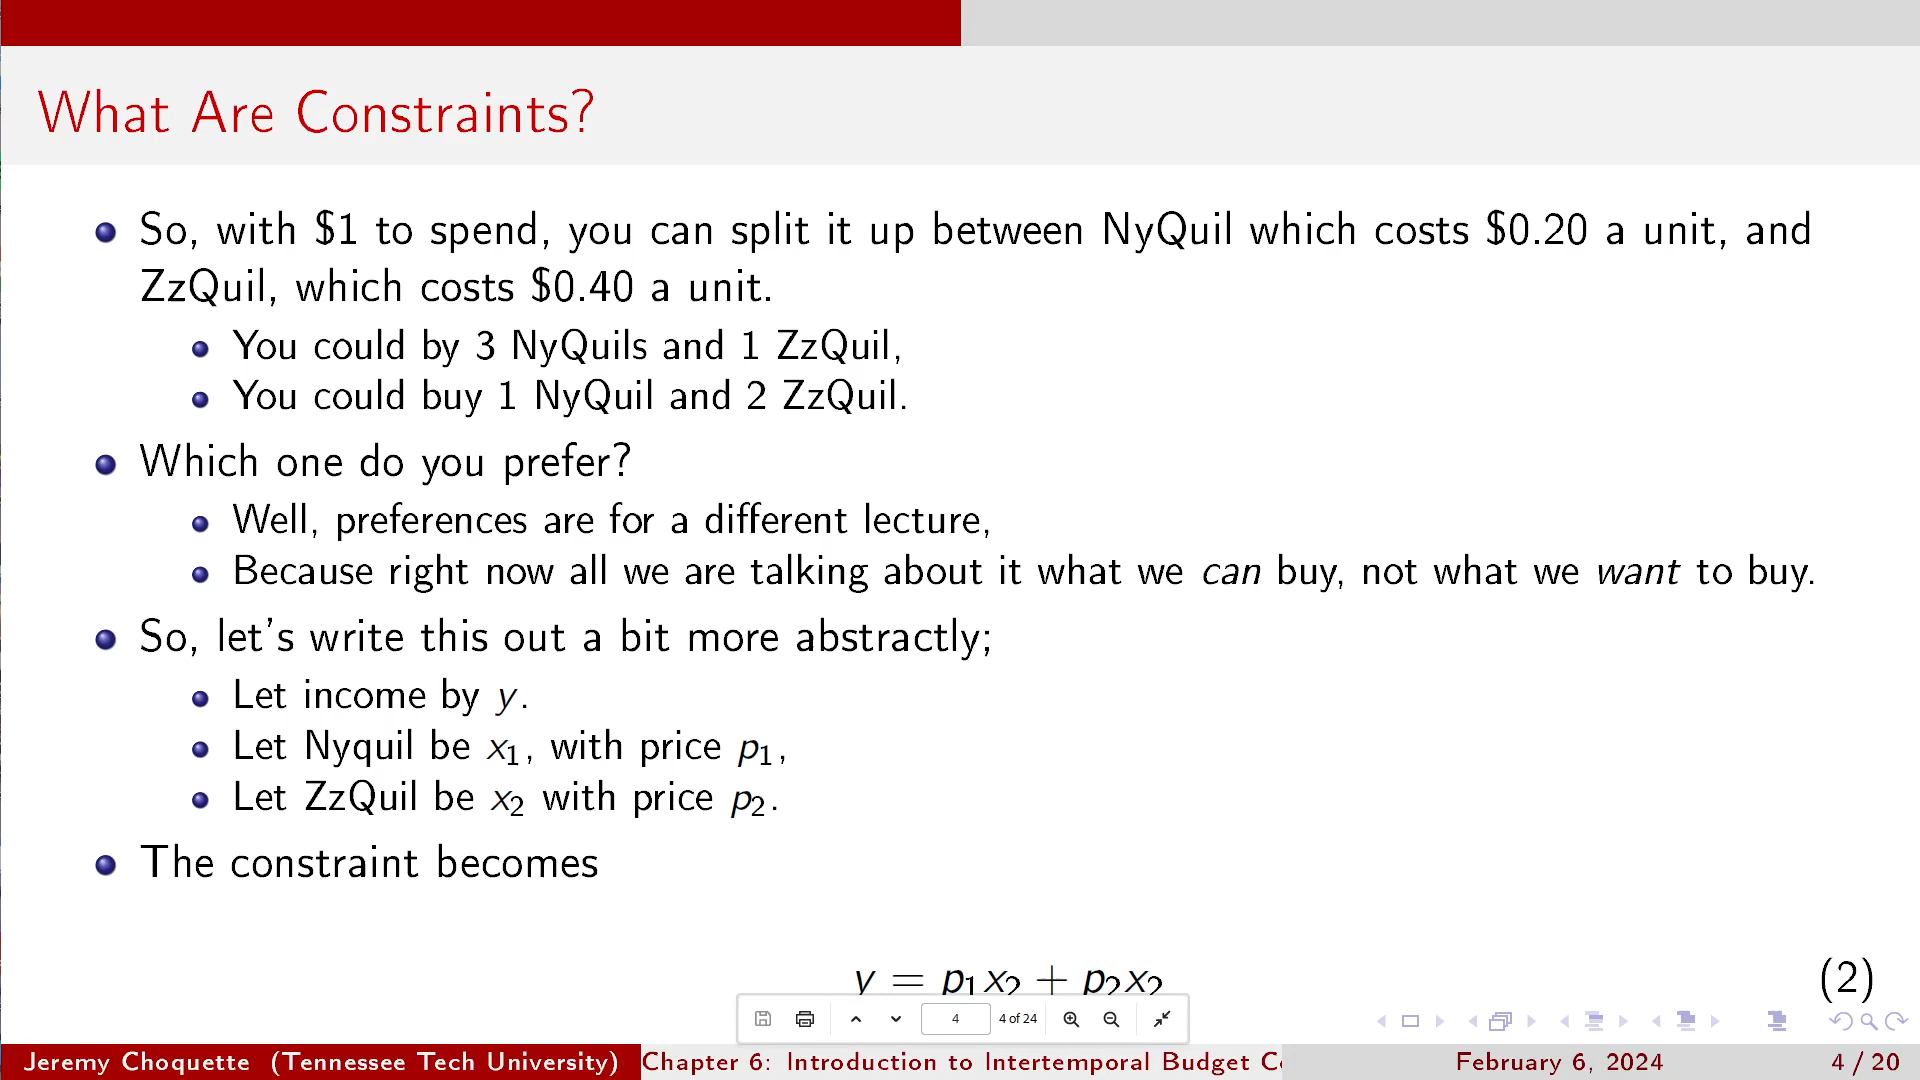 What Are Constraints?
So, with $1 to spend, you can split it up between NyQuil which costs $0.20 a unit, and
ZzQuil, which costs $0.40 a unit.
You could by 3 NyQuils and 1 ZzQuil,
You could buy 1 NyQuil and 2 ZzQuil.
Which one do you prefer?
Well, preferences are for a different lecture,
Because right now all we are talking about it what we can buy, not what we want to buy.
So, let's write this out a bit more abstractly;
Let income by y.
Let Nyquil be x₁, with price p₁,
Let ZzQuil be x₂ with price p₂.
The constraint becomes
y = p₁x₂ + p₂x₂ (2)
4 4 of 24
Jeremy Choquette (Tennessee Tech University) Chapter 6: Introduction to Intertemporal Budget Co February 6, 2024 4 / 20